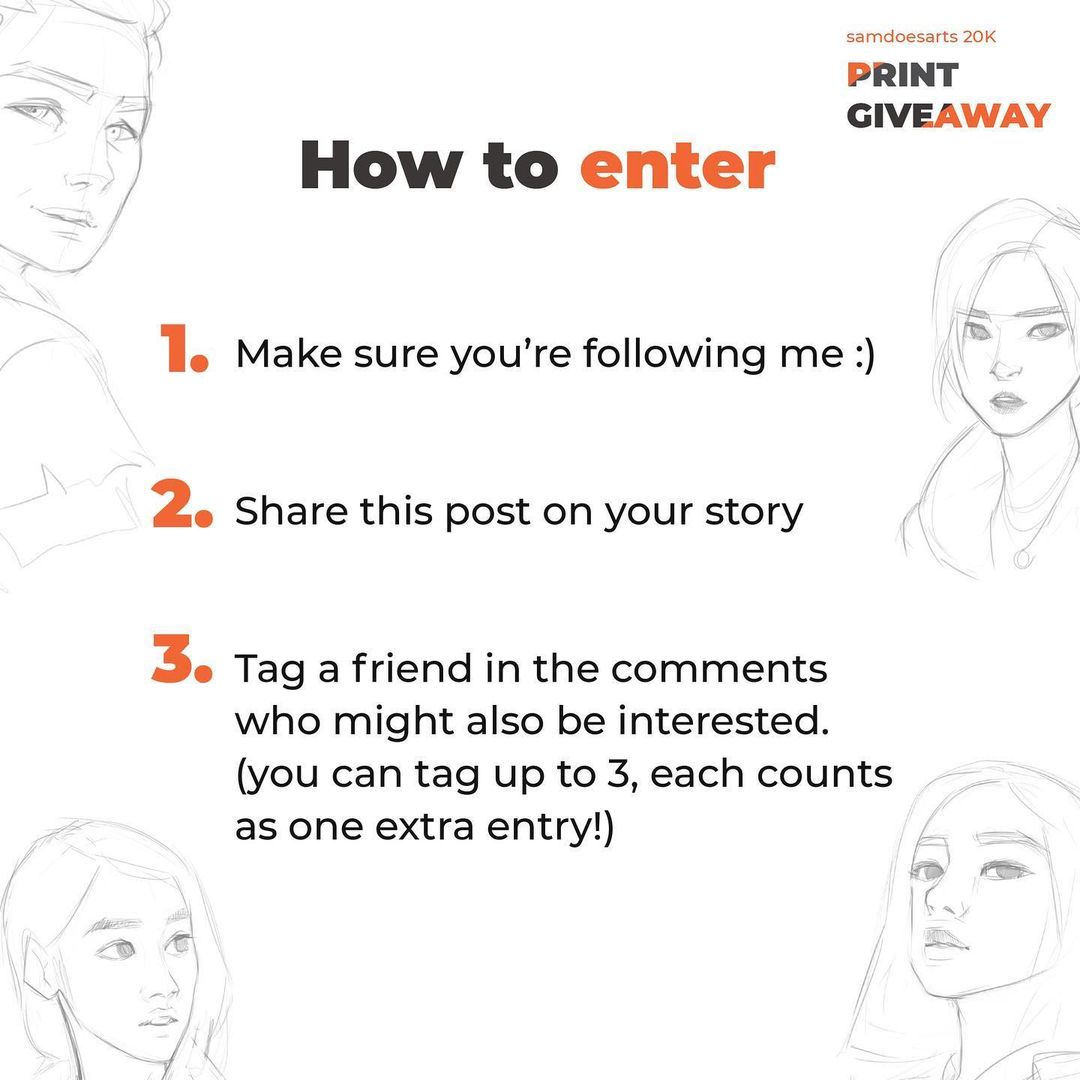 samdoesarts 20K
PRINT
GIVEAWAY
How to enter
1. Make sure you’re following me :)
2. Share this post on your story
3. Tag a friend in the comments
who might also be interested.
(you can tag up to 3, each counts
as one extra entry!)